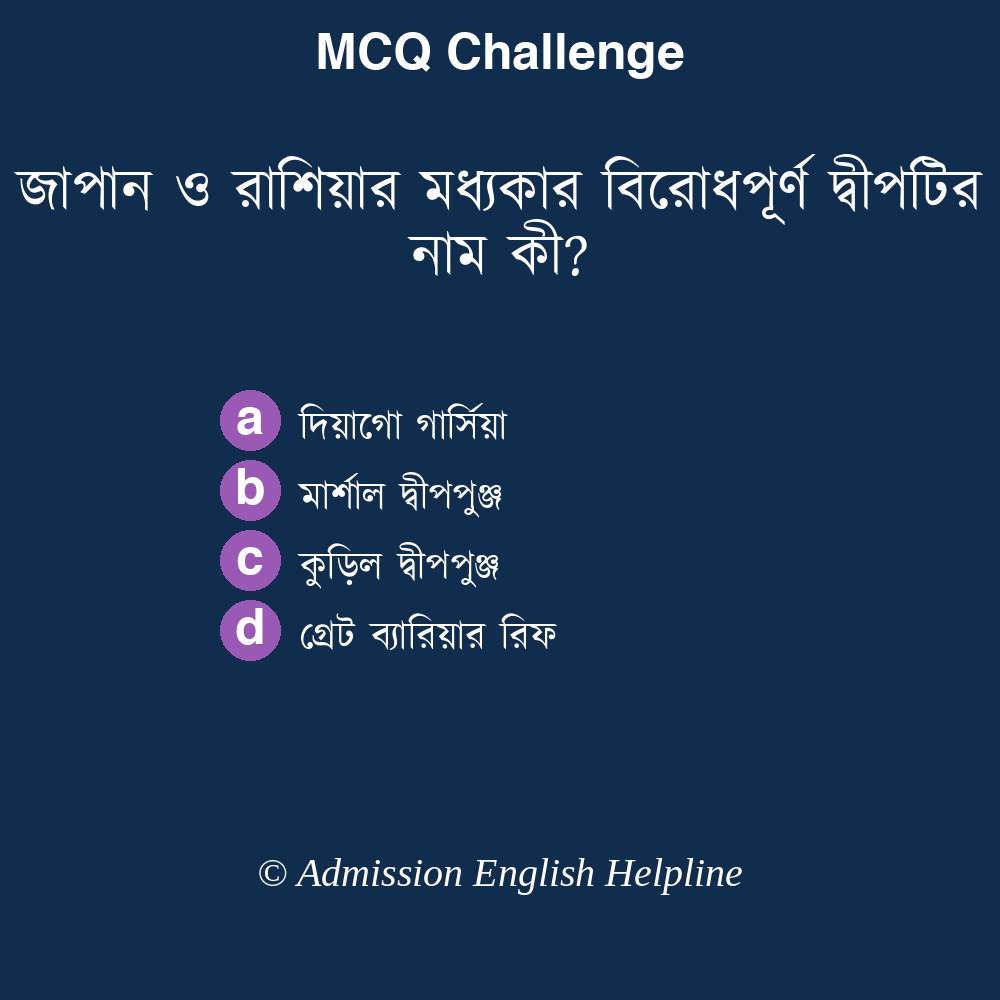 MCQ Challenge
জাপান ও রাশিয়ার মধ্যকার বিরোধপূর্ণ দ্বীপটির
নাম কী?
a দিয়াগো গার্সিয়া
b মার্শাল দ্বীপপুঞ্জ
c কুড়িল দ্বীপপুঞ্জ
d গ্রেট ব্যারিয়ার রিফ
© Admission English Helpline